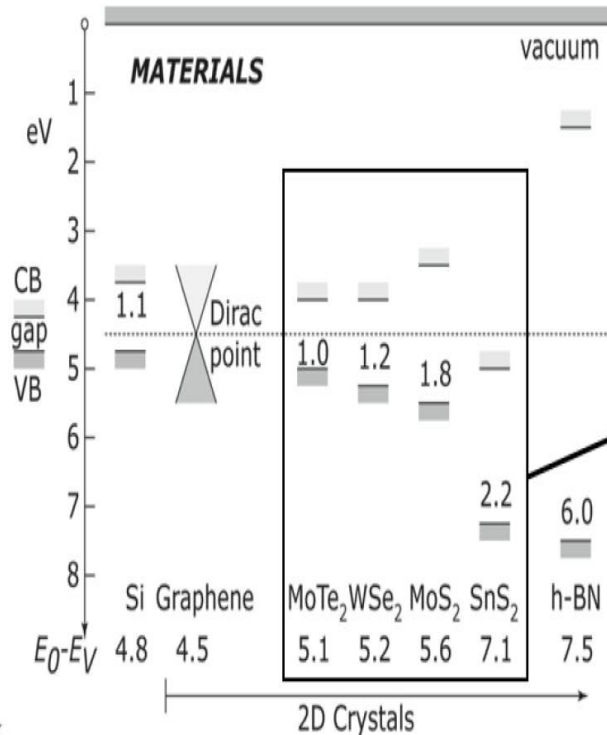 0
vacuum
MATERIALS
1
eV
2
3
CB
4
1.1
Dirac
gap
point
1.0
1.2
1.8
5
VB
6
2.2
6.0
7
8
Si Graphene MoTe2 WSe2 MoS2 SnS2 h-BN
E0-EV 4.8 4.5 5.1 5.2 5.6 7.1 7.5
2D Crystals